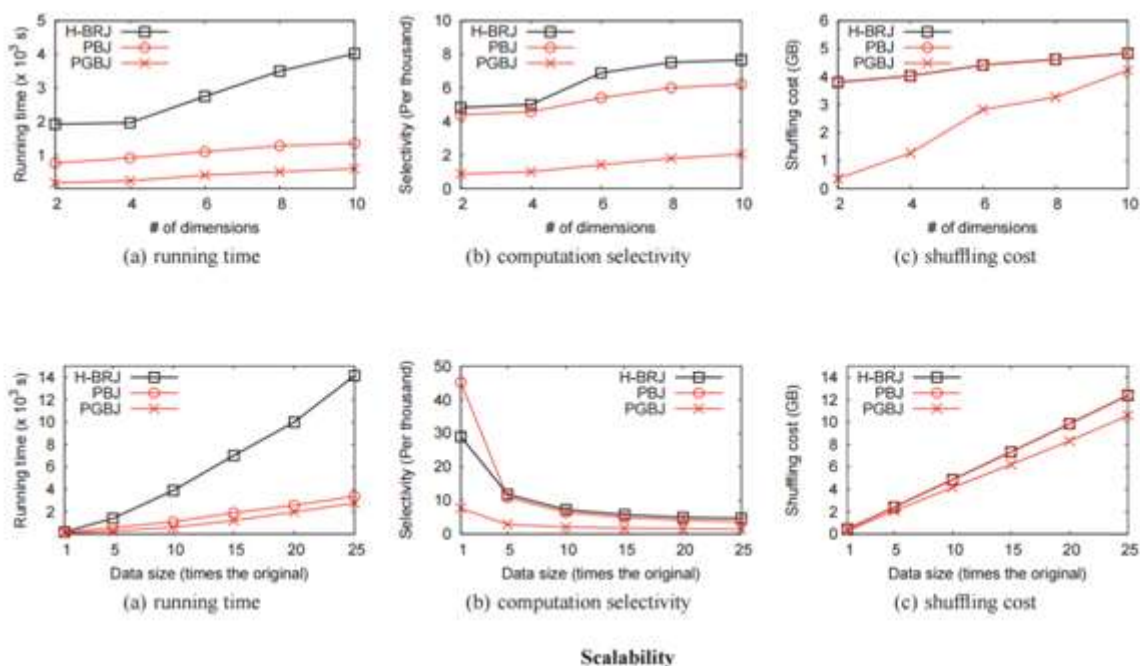 Running time (x 10³ s)
5
4
3
2
1
H-BRJ
PBJ
PGBJ
2 4 6 8 10
# of dimensions
(a) running time
Selectivity (Per thousand)
10
8
6
4
2
0
H-BRJ
PBJ
PGBJ
2 4 6 8 10
# of dimensions
(b) computation selectivity
Shuffling cost (GB)
6
5
4
3
2
1
0
H-BRJ
PBJ
PGBJ
2 4 6 8 10
# of dimensions
(c) shuffling cost
Running time (x 10³ s)
14
12
10
8
6
4
2
H-BRJ
PBJ
PGBJ
1 5 10 15 20 25
Data size (times the original)
(a) running time
Selectivity (Per thousand)
50
40
30
20
10
0
H-BRJ
PBJ
PGBJ
1 5 10 15 20 25
Data size (times the original)
(b) computation selectivity
Shuffling cost (GB)
14
12
10
8
6
4
2
0
H-BRJ
PBJ
PGBJ
1 5 10 15 20 25
Data size (times the original)
(c) shuffling cost
Scalability